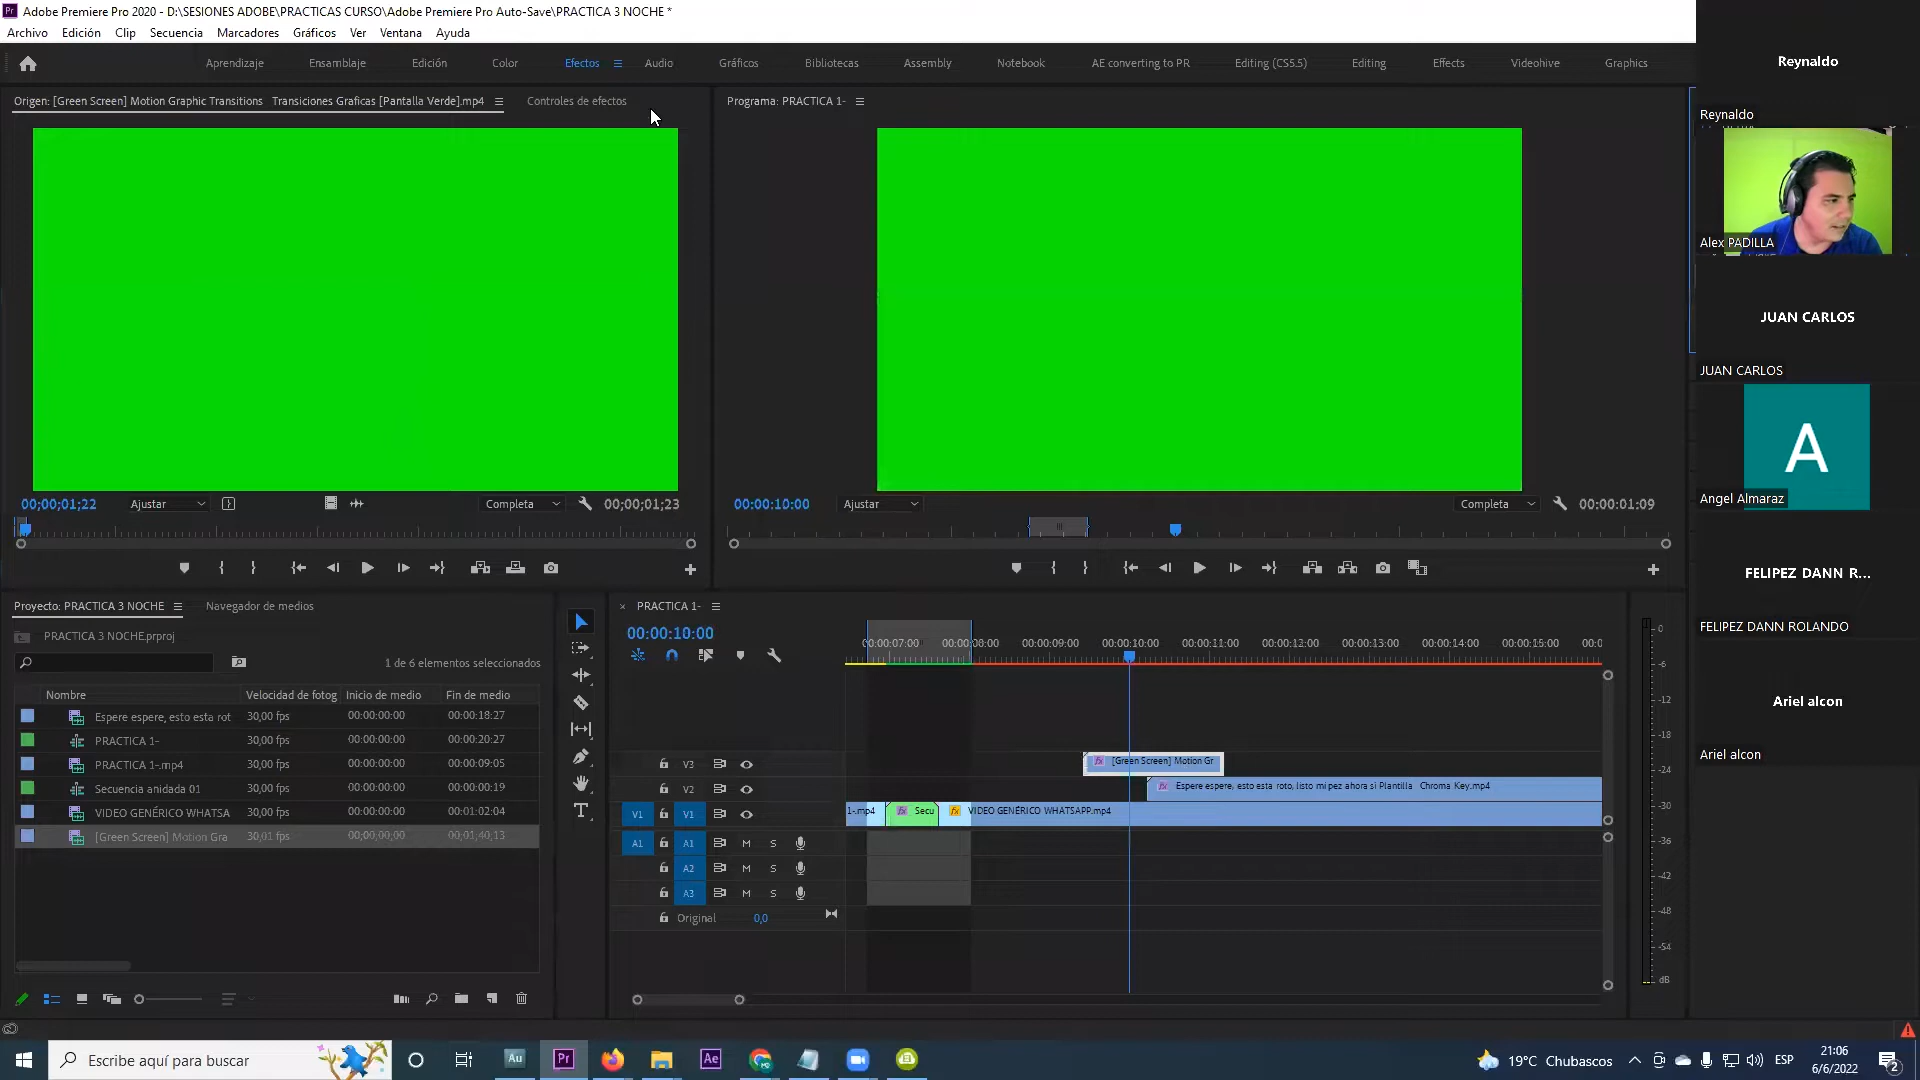 Adobe Premiere Pro 2020 - D:\SESIONES ADOBE\PRACTICAS CURSO\Adobe Premiere Pro Auto-Save\PRACTICA 3 NOCHE *
Archivo Edición Clip Secuencia Marcadores Gráficos Ver Ventana Ayuda
Aprendizaje Ensamblaje Edición Color Efectos Audio Gráficos Bibliotecas Assembly Notebook AE converting to PR Editing (CS5.5) Editing Effects Videohive Graphics
Origen: [Green Screen] Motion Graphic Transitions Transiciones Graficas [Pantalla Verde].mp4 Controles de efectos
Programa: PRACTICA 1-
00;00;01;22 Ajustar Completa 00;00;01;23
00:00:10:00 Ajustar Completa 00:00:01:09
Proyecto: PRACTICA 3 NOCHE Navegador de medios
PRACTICA 3 NOCHE.prproj
1 de 6 elementos seleccionados
Nombre Velocidad de fotog Inicio de medio Fin de medio
Espere espere, esto esta rot 30,00 fps 00:00:00:00 00:00:18:27
PRACTICA 1- 30,00 fps 00:00:00:00 00:00:20:27
PRACTICA 1-.mp4 30,00 fps 00:00:00:00 00:00:09:05
Secuencia anidada 01 30,00 fps 00:00:00:00 00:00:00:19
VIDEO GENÉRICO WHATSA 30,00 fps 00:00:00:00 00:01:02:04
[Green Screen] Motion Gra 30,01 fps 00;00;00;00 00;01;40;13
× PRACTICA 1-
00:00:10:00
00:00:07:00 00:00:08:00 00:00:09:00 00:00:10:00 00:00:11:00 00:00:12:00 00:00:13:00 00:00:14:00 00:00:15:00 00:0
V3 [Green Screen] Motion Gr
V2 Espere espere, esto esta roto, listo mi pez ahora si Plantilla Chroma Key.mp4
V1 V1 1-.mp4 Secu VIDEO GENÉRICO WHATSAPP.mp4
A1 A1 M S
A2 M S
A3 M S
Original 0,0
0
-6
-12
-18
-24
-30
-36
-42
-48
-54
dB
Reynaldo
Reynaldo
Alex PADILLA
JUAN CARLOS
JUAN CARLOS
A
Angel Almaraz
FELIPEZ DANN R...
FELIPEZ DANN ROLANDO
Ariel alcon
Ariel alcon
Escribe aquí para buscar
Au Pr Ae
19°C Chubascos ESP
21:06
6/6/2022
2